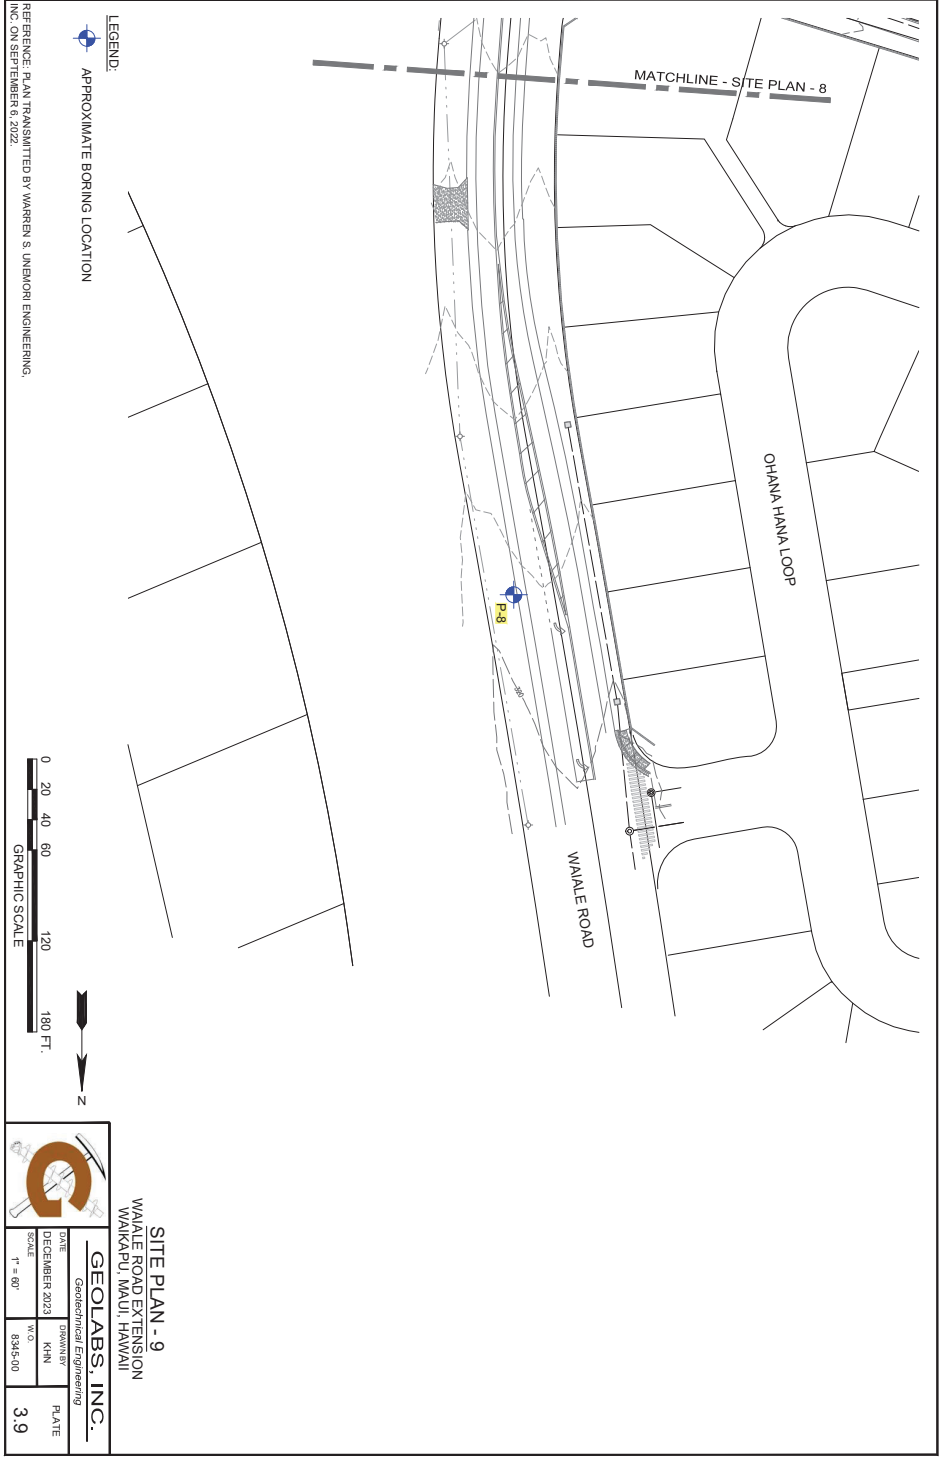 MATCHLINE - SITE PLAN - 8
OHANA HANA LOOP
P-8
380
WAIALE ROAD
LEGEND:
APPROXIMATE BORING LOCATION
REFERENCE: PLAN TRANSMITTED BY WARREN S. UNEMORI ENGINEERING,
INC. ON SEPTEMBER 6, 2022.
0 20 40 60 120 180 FT.
GRAPHIC SCALE
N
SITE PLAN - 9
WAIALE ROAD EXTENSION
WAIKAPU, MAUI, HAWAII
G
GEOLABS, INC.
Geotechnical Engineering
DATE
DECEMBER 2023
DRAWN BY
KHN
PLATE
3.9
SCALE
1" = 60'
W.O.
8345-00